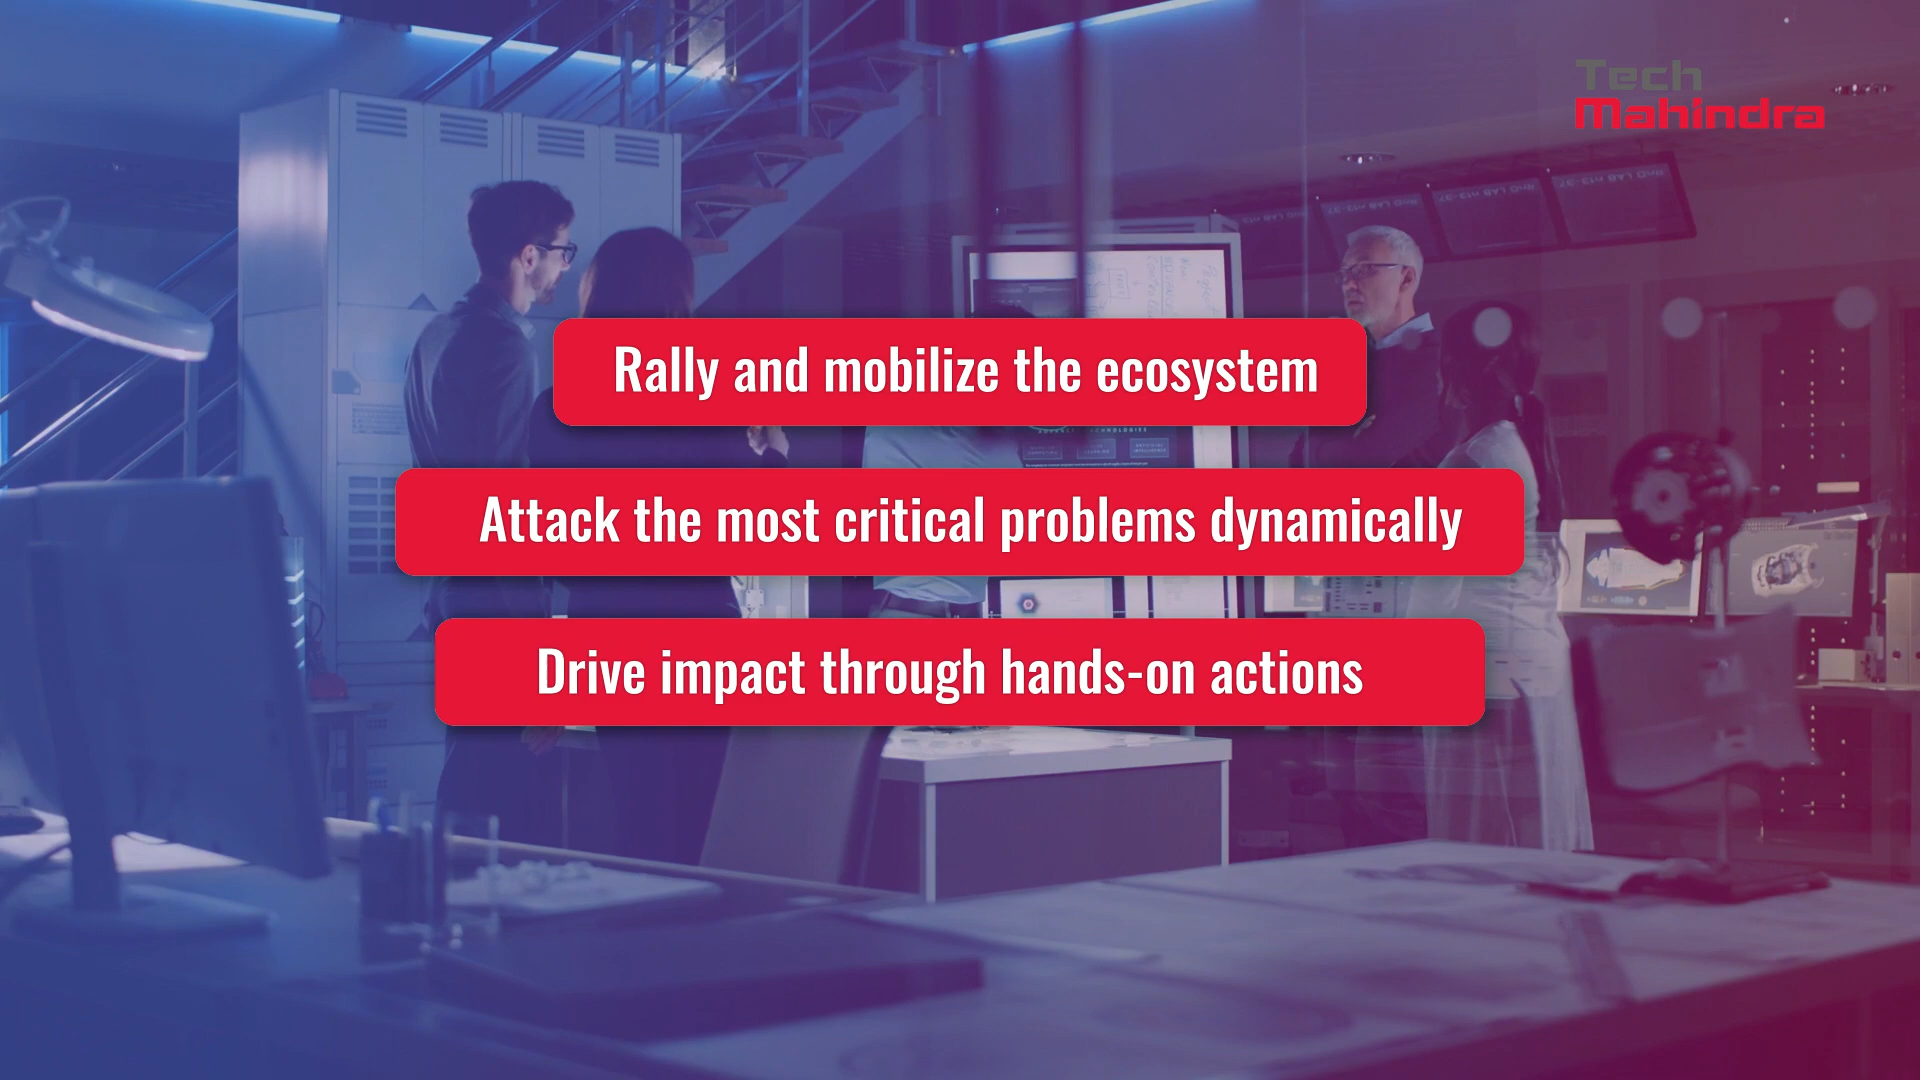 Tech
Mahindra
Rally and mobilize the ecosystem
Attack the most critical problems dynamically
Drive impact through hands-on actions